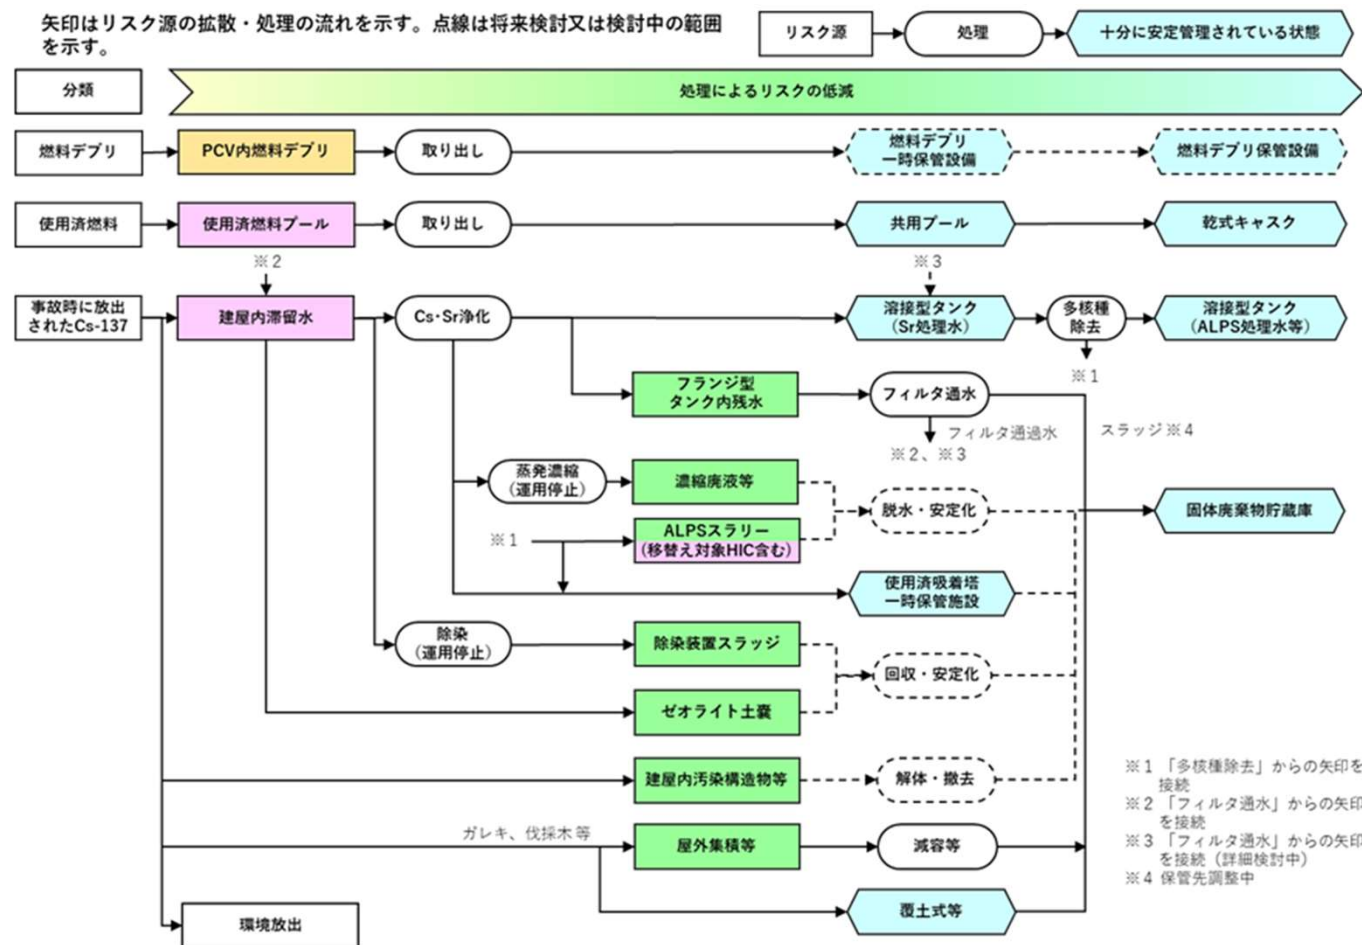 矢印はリスク源の拡散・処理の流れを示す。点線は将来検討又は検討中の範囲
を示す。
リスク源
処理
十分に安定管理されている状態
分類
処理によるリスクの低減
燃料デブリ
PCV内燃料デブリ
取り出し
燃料デブリ
一時保管設備
燃料デブリ保管設備
使用済燃料
使用済燃料プール
取り出し
共用プール
乾式キャスク
※2
※3
事故時に放出
されたCs-137
建屋内滞留水
Cs・Sr浄化
溶接型タンク
（Sr処理水）
多核種
除去
溶接型タンク
（ALPS処理水等）
※1
フランジ型
タンク内残水
フィルタ通水
フィルタ通過水
スラッジ※4
※2、※3
蒸発濃縮
（運用停止）
濃縮廃液等
脱水・安定化
固体廃棄物貯蔵庫
※1
ALPSスラリー
（移替え対象HIC含む）
使用済吸着塔
一時保管施設
除染
（運用停止）
除染装置スラッジ
回収・安定化
ゼオライト土嚢
建屋内汚染構造物等
解体・撤去
ガレキ、伐採木等
屋外集積等
減容等
覆土式等
環境放出
※1 「多核種除去」からの矢印を
接続
※2 「フィルタ通水」からの矢印
を接続
※3 「フィルタ通水」からの矢印
を接続（詳細検討中）
※4 保管先調整中